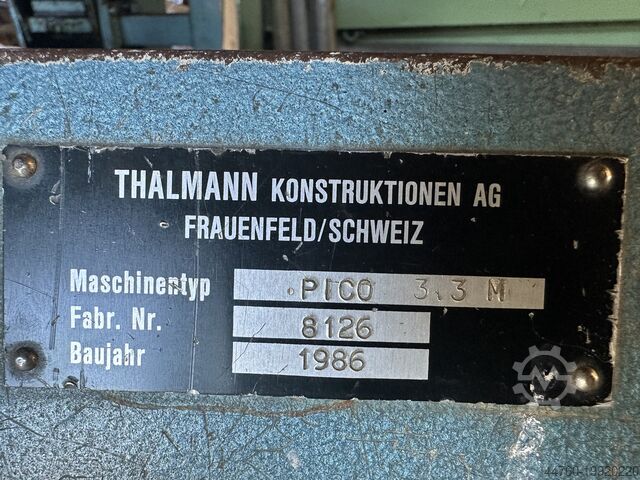 THALMANN KONSTRUKTIONEN AG
FRAUENFELD/SCHWEIZ
Maschinentyp PICO 3.3 M
Fabr. Nr. 8126
Baujahr 1986